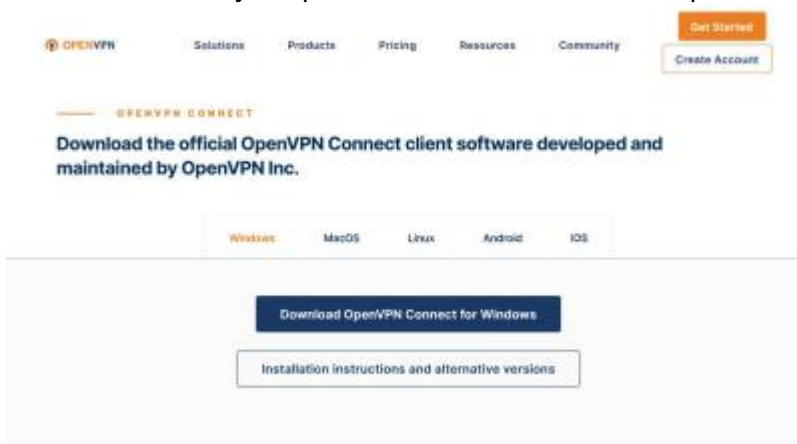 Get Started
OPENVPN Solutions Products Pricing Resources Community
Create Account
OPENVPN CONNECT
Download the official OpenVPN Connect client software developed and
maintained by OpenVPN Inc.
Windows MacOS Linux Android iOS
Download OpenVPN Connect for Windows
Installation instructions and alternative versions